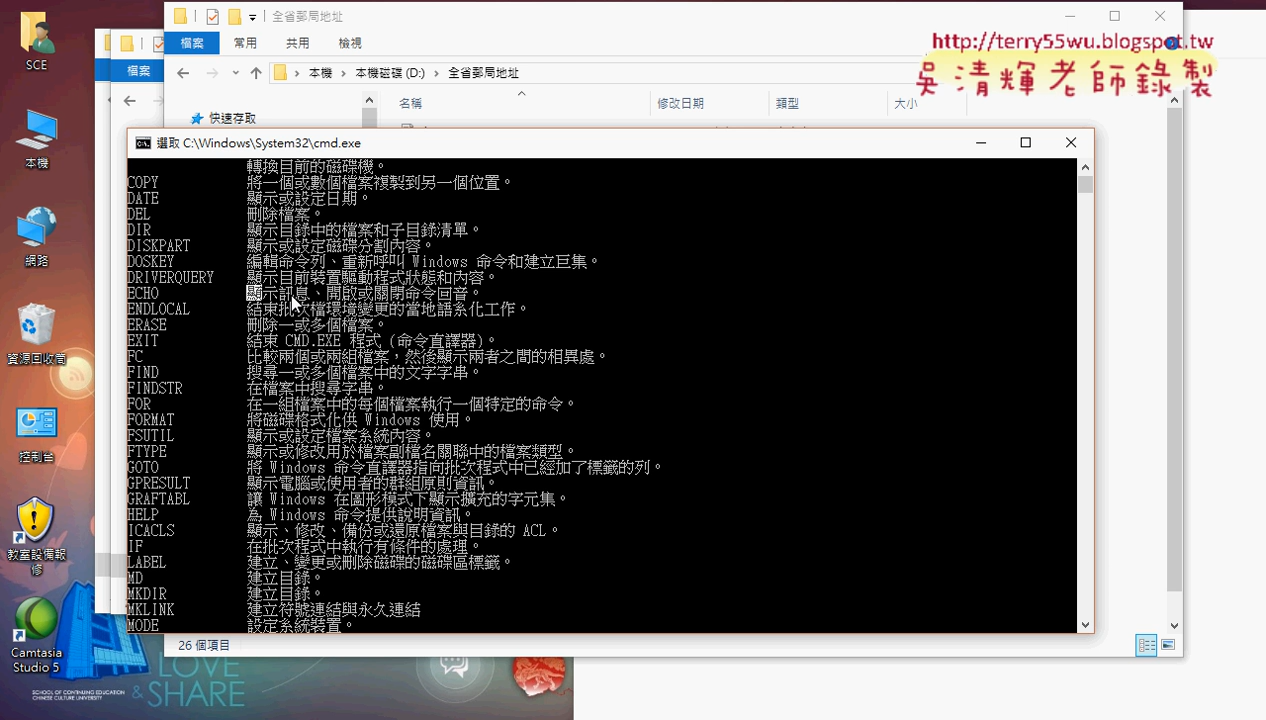 全省郵局地址
檔案 常用 共用 檢視
http://terry55wu.blogspot.tw
吳清輝老師錄製
檔案
本機 > 本機磁碟 (D:) > 全省郵局地址
快速存取
名稱 修改日期 類型 大小
選取 C:\Windows\System32\cmd.exe
轉換目前的磁碟機。
COPY 將一個或數個檔案複製到另一個位置。
DATE 顯示或設定日期。
DEL 刪除檔案。
DIR 顯示目錄中的檔案和子目錄清單。
DISKPART 顯示或設定磁碟分割內容。
DOSKEY 編輯命令列、重新呼叫 Windows 命令和建立巨集。
DRIVERQUERY 顯示目前裝置驅動程式狀態和內容。
ECHO 顯示訊息、開啟或關閉命令回音。
ENDLOCAL 結束批次檔環境變更的當地語系化工作。
ERASE 刪除一或多個檔案。
EXIT 結束 CMD.EXE 程式 (命令直譯器)。
FC 比較兩個或兩組檔案，然後顯示兩者之間的相異處。
FIND 搜尋一或多個檔案中的文字字串。
FINDSTR 在檔案中搜尋字串。
FOR 在一組檔案中的每個檔案執行一個特定的命令。
FORMAT 將磁碟格式化供 Windows 使用。
FSUTIL 顯示或設定檔案系統內容。
FTYPE 顯示或修改用於檔案副檔名關聯中的檔案類型。
GOTO 將 Windows 命令直譯器指向批次程式中已經加了標籤的列。
GPRESULT 顯示電腦或使用者的群組原則資訊。
GRAFTABL 讓 Windows 在圖形模式下顯示擴充的字元集。
HELP 為 Windows 命令提供說明資訊。
ICACLS 顯示、修改、備份或還原檔案與目錄的 ACL。
IF 在批次程式中執行有條件的處理。
LABEL 建立、變更或刪除磁碟的磁碟區標籤。
MD 建立目錄。
MKDIR 建立目錄。
MKLINK 建立符號連結與永久連結
MODE 設定系統裝置。
26 個項目
SCE
本機
網路
資源回收筒
控制台
教室設備報修
Camtasia Studio 5
LOVE
& SHARE
SCHOOL OF CONTINUING EDUCATION
CHINESE CULTURE UNIVERSITY